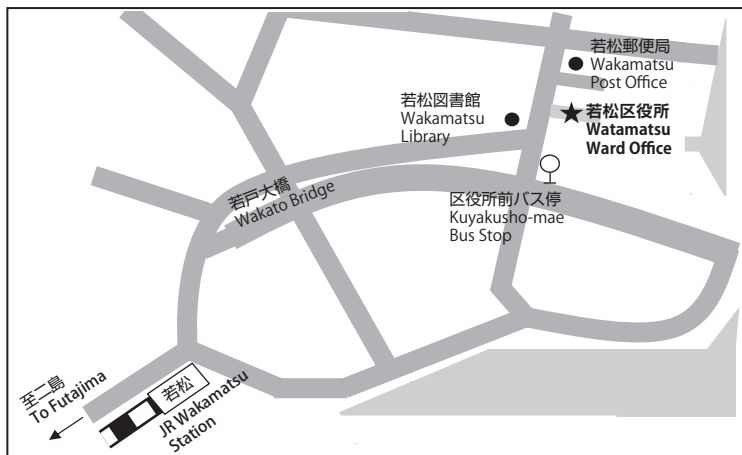 若松郵便局
Wakamatsu
Post Office
若松図書館
Wakamatsu
Library
若松区役所
Watamatsu
Ward Office
若戸大橋
Wakato Bridge
区役所前バス停
Kuyakusho-mae
Bus Stop
至二島
To Futajima
若松
JR Wakamatsu
Station